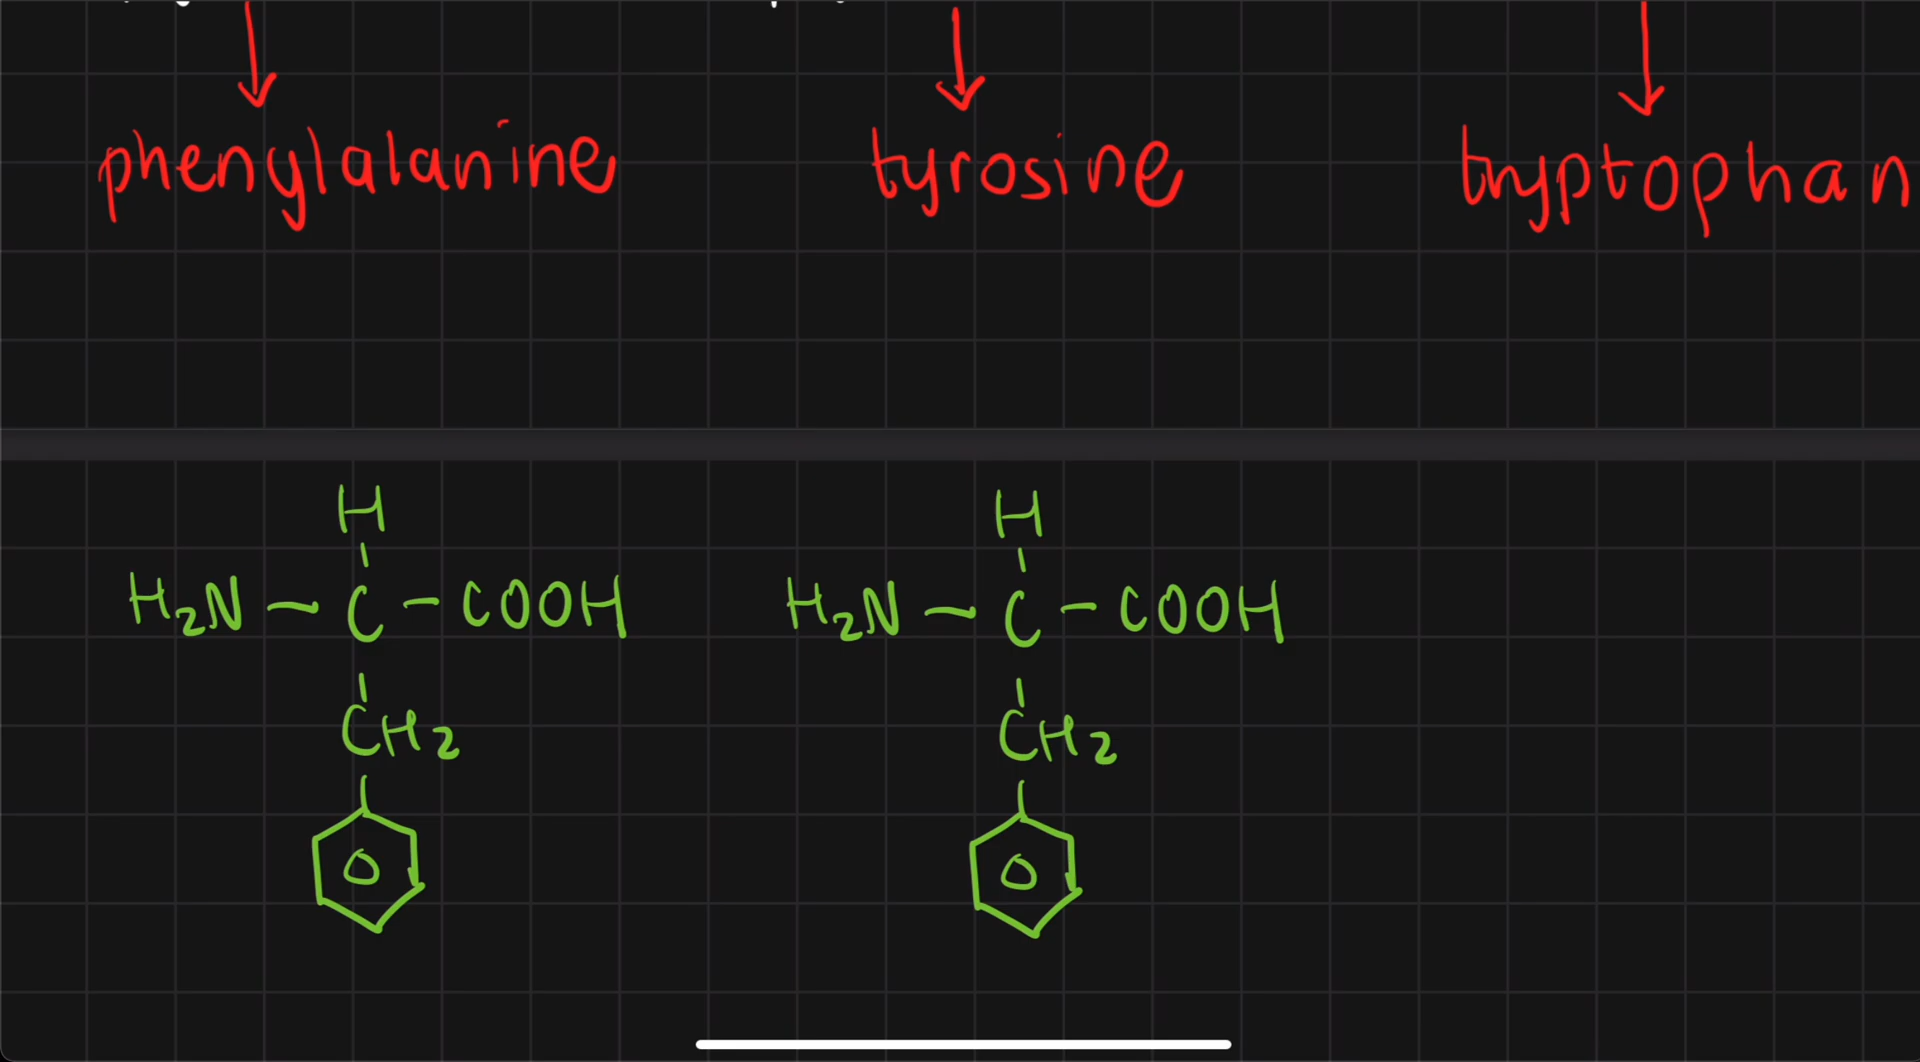 phenylalanine tyrosine tryptophan
H H
H₂N - C - COOH H₂N - C - COOH
CH₂ CH₂